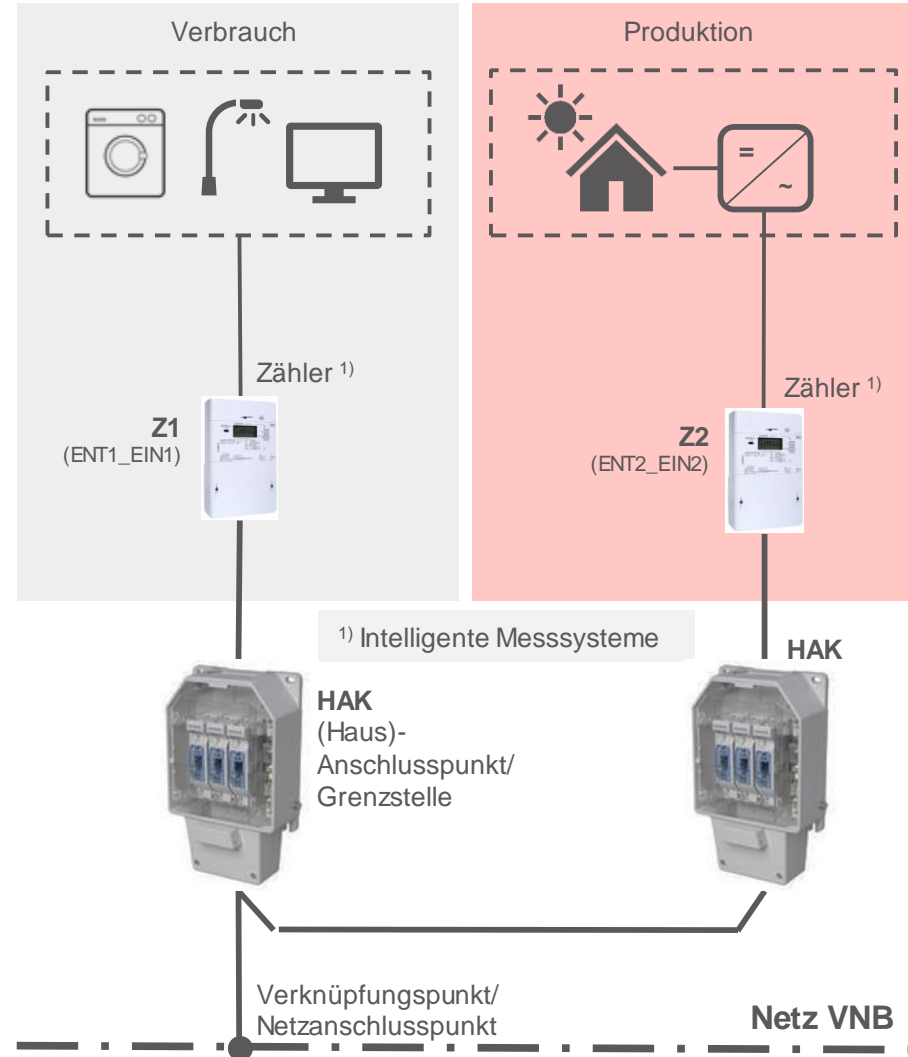 Verbrauch
Produktion
=
~
Zähler ¹⁾
Z1
(ENT1_EIN1)
Zähler ¹⁾
Z2
(ENT2_EIN2)
¹⁾ Intelligente Messsysteme
HAK
HAK
(Haus)-
Anschlusspunkt/
Grenzstelle
Verknüpfungspunkt/
Netzanschlusspunkt
Netz VNB